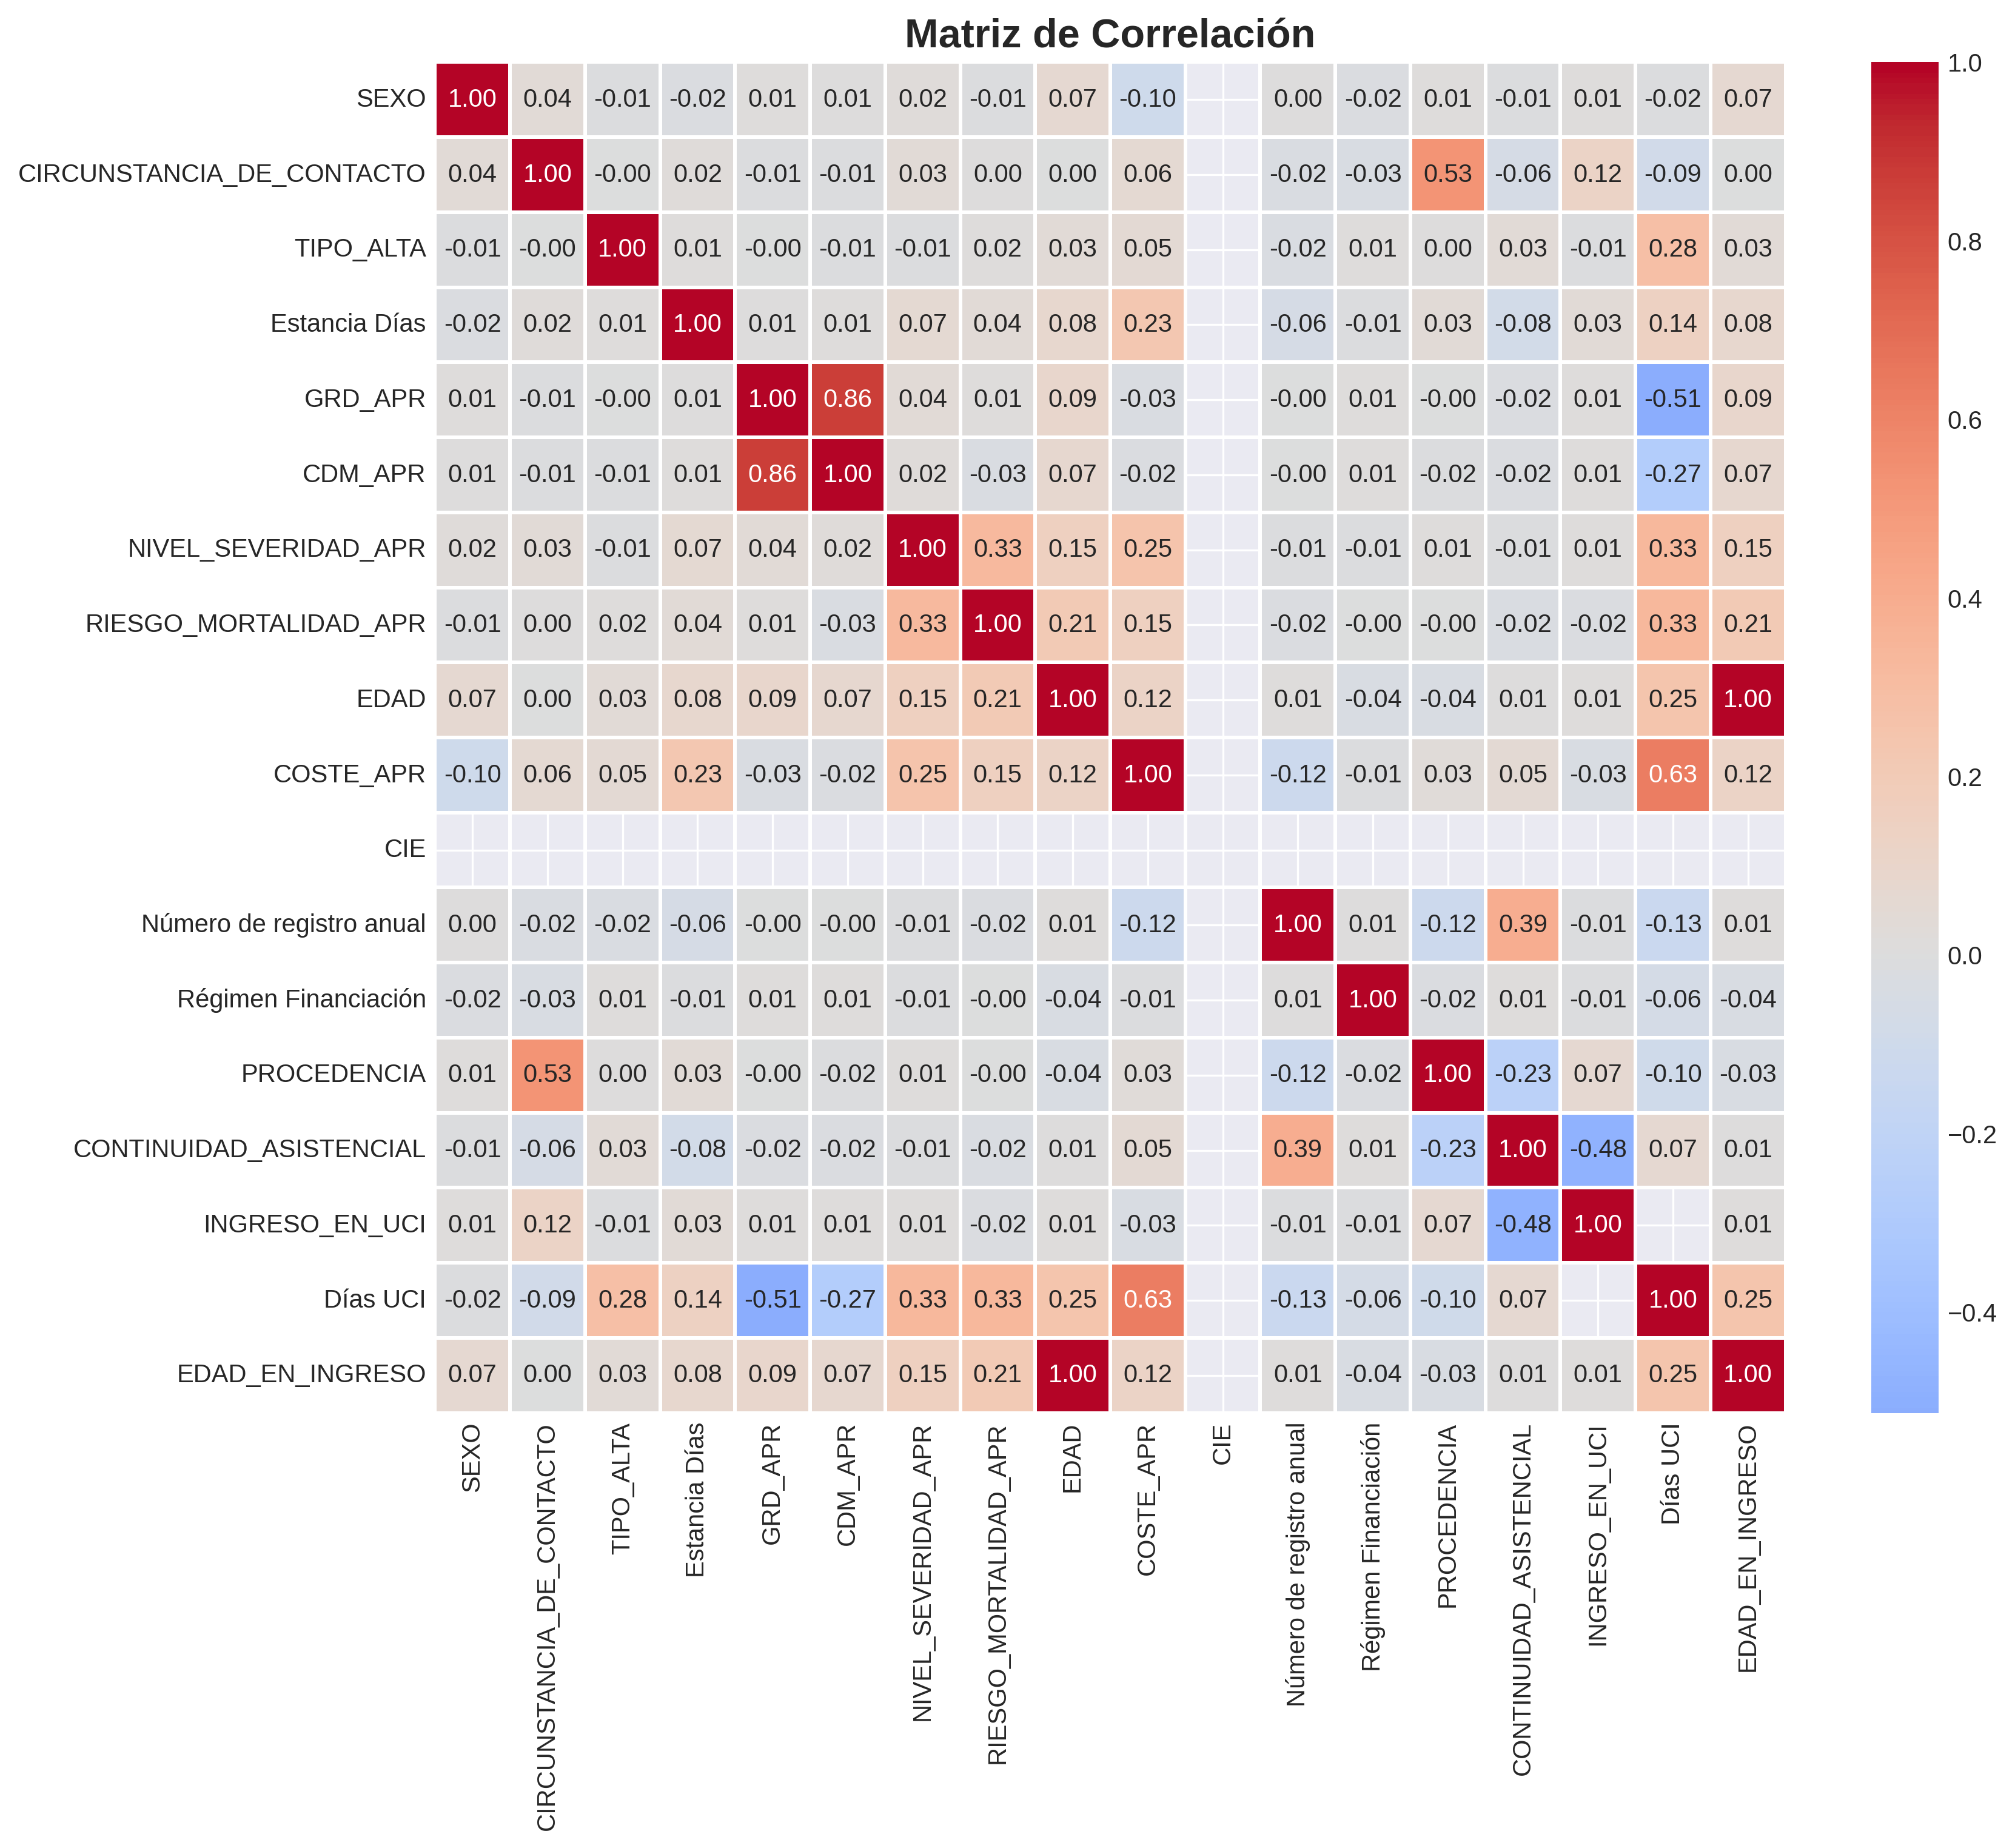 Matriz de Correlación
SEXO 1.00 0.04 -0.01 -0.02 0.01 0.01 0.02 -0.01 0.07 -0.10 0.00 -0.02 0.01 -0.01 0.01 -0.02 0.07
CIRCUNSTANCIA_DE_CONTACTO 0.04 1.00 -0.00 0.02 -0.01 -0.01 0.03 0.00 0.00 0.06 -0.02 -0.03 0.53 -0.06 0.12 -0.09 0.00
TIPO_ALTA -0.01 -0.00 1.00 0.01 -0.00 -0.01 -0.01 0.02 0.03 0.05 -0.02 0.01 0.00 0.03 -0.01 0.28 0.03
Estancia Días -0.02 0.02 0.01 1.00 0.01 0.01 0.07 0.04 0.08 0.23 -0.06 -0.01 0.03 -0.08 0.03 0.14 0.08
GRD_APR 0.01 -0.01 -0.00 0.01 1.00 0.86 0.04 0.01 0.09 -0.03 -0.00 0.01 -0.00 -0.02 0.01 -0.51 0.09
CDM_APR 0.01 -0.01 -0.01 0.01 0.86 1.00 0.02 -0.03 0.07 -0.02 -0.00 0.01 -0.02 -0.02 0.01 -0.27 0.07
NIVEL_SEVERIDAD_APR 0.02 0.03 -0.01 0.07 0.04 0.02 1.00 0.33 0.15 0.25 -0.01 -0.01 0.01 -0.01 0.01 0.33 0.15
RIESGO_MORTALIDAD_APR -0.01 0.00 0.02 0.04 0.01 -0.03 0.33 1.00 0.21 0.15 -0.02 -0.00 -0.00 -0.02 -0.02 0.33 0.21
EDAD 0.07 0.00 0.03 0.08 0.09 0.07 0.15 0.21 1.00 0.12 0.01 -0.04 -0.04 0.01 0.01 0.25 1.00
COSTE_APR -0.10 0.06 0.05 0.23 -0.03 -0.02 0.25 0.15 0.12 1.00 -0.12 -0.01 0.03 0.05 -0.03 0.63 0.12
CIE
Número de registro anual 0.00 -0.02 -0.02 -0.06 -0.00 -0.00 -0.01 -0.02 0.01 -0.12 1.00 0.01 -0.12 0.39 -0.01 -0.13 0.01
Régimen Financiación -0.02 -0.03 0.01 -0.01 0.01 0.01 -0.01 -0.00 -0.04 -0.01 0.01 1.00 -0.02 0.01 -0.01 -0.06 -0.04
PROCEDENCIA 0.01 0.53 0.00 0.03 -0.00 -0.02 0.01 -0.00 -0.04 0.03 -0.12 -0.02 1.00 -0.23 0.07 -0.10 -0.03
CONTINUIDAD_ASISTENCIAL -0.01 -0.06 0.03 -0.08 -0.02 -0.02 -0.01 -0.02 0.01 0.05 0.39 0.01 -0.23 1.00 -0.48 0.07 0.01
INGRESO_EN_UCI 0.01 0.12 -0.01 0.03 0.01 0.01 0.01 -0.02 0.01 -0.03 -0.01 -0.01 0.07 -0.48 1.00 0.01
Días UCI -0.02 -0.09 0.28 0.14 -0.51 -0.27 0.33 0.33 0.25 0.63 -0.13 -0.06 -0.10 0.07 1.00 0.25
EDAD_EN_INGRESO 0.07 0.00 0.03 0.08 0.09 0.07 0.15 0.21 1.00 0.12 0.01 -0.04 -0.03 0.01 0.01 0.25 1.00
SEXO
CIRCUNSTANCIA_DE_CONTACTO
TIPO_ALTA
Estancia Días
GRD_APR
CDM_APR
NIVEL_SEVERIDAD_APR
RIESGO_MORTALIDAD_APR
EDAD
COSTE_APR
CIE
Número de registro anual
Régimen Financiación
PROCEDENCIA
CONTINUIDAD_ASISTENCIAL
INGRESO_EN_UCI
Días UCI
EDAD_EN_INGRESO
1.0
0.8
0.6
0.4
0.2
0.0
−0.2
−0.4